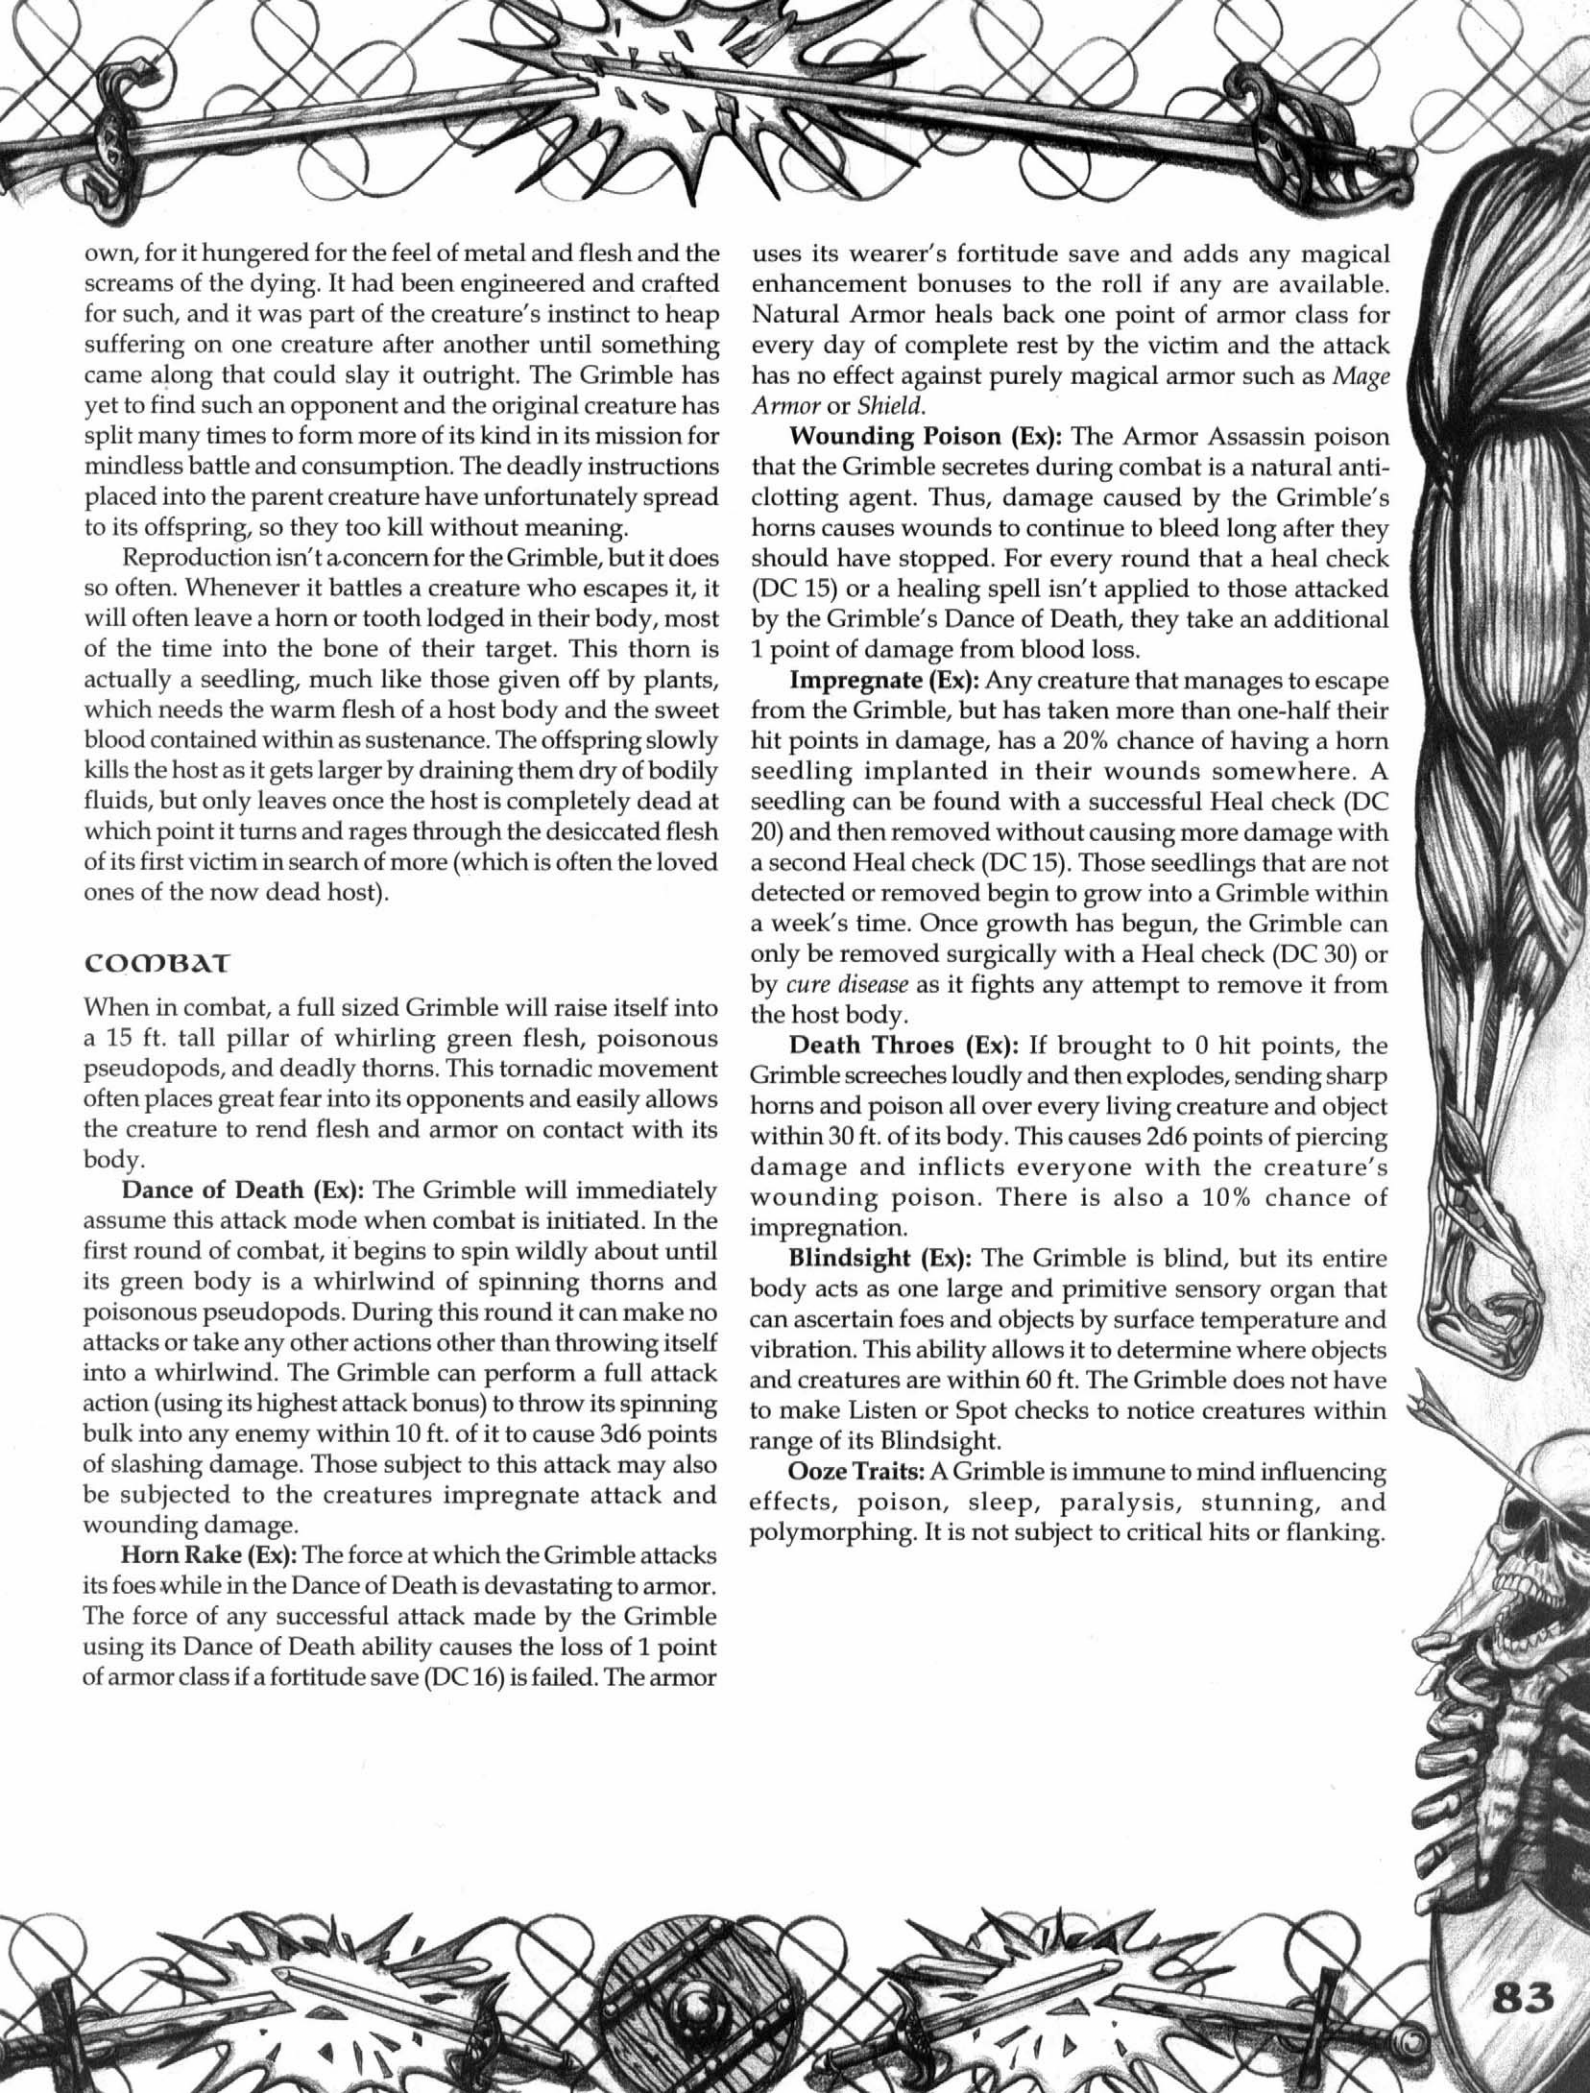 own, for it hungered for the feel of metal and flesh and the
screams of the dying. It had been engineered and crafted
for such, and it was part of the creature's instinct to heap
suffering on one creature after another until something
came along that could slay it outright. The Grimble has
yet to find such an opponent and the original creature has
split many times to form more of its kind in its mission for
mindless battle and consumption. The deadly instructions
placed into the parent creature have unfortunately spread
to its offspring, so they too kill without meaning.
Reproduction isn't a concern for the Grimble, but it does
so often. Whenever it battles a creature who escapes it, it
will often leave a horn or tooth lodged in their body, most
of the time into the bone of their target. This thorn is
actually a seedling, much like those given off by plants,
which needs the warm flesh of a host body and the sweet
blood contained within as sustenance. The offspring slowly
kills the host as it gets larger by draining them dry of bodily
fluids, but only leaves once the host is completely dead at
which point it turns and rages through the desiccated flesh
of its first victim in search of more (which is often the loved
ones of the now dead host).
COMBAT
When in combat, a full sized Grimble will raise itself into
a 15 ft. tall pillar of whirling green flesh, poisonous
pseudopods, and deadly thorns. This tornadic movement
often places great fear into its opponents and easily allows
the creature to rend flesh and armor on contact with its
body.
Dance of Death (Ex): The Grimble will immediately
assume this attack mode when combat is initiated. In the
first round of combat, it begins to spin wildly about until
its green body is a whirlwind of spinning thorns and
poisonous pseudopods. During this round it can make no
attacks or take any other actions other than throwing itself
into a whirlwind. The Grimble can perform a full attack
action (using its highest attack bonus) to throw its spinning
bulk into any enemy within 10 ft. of it to cause 3d6 points
of slashing damage. Those subject to this attack may also
be subjected to the creatures impregnate attack and
wounding damage.
Horn Rake (Ex): The force at which the Grimble attacks
its foes while in the Dance of Death is devastating to armor.
The force of any successful attack made by the Grimble
using its Dance of Death ability causes the loss of 1 point
of armor class if a fortitude save (DC 16) is failed. The armor
uses its wearer's fortitude save and adds any magical
enhancement bonuses to the roll if any are available.
Natural Armor heals back one point of armor class for
every day of complete rest by the victim and the attack
has no effect against purely magical armor such as Mage
Armor or Shield.
Wounding Poison (Ex): The Armor Assassin poison
that the Grimble secretes during combat is a natural anti-
clotting agent. Thus, damage caused by the Grimble's
horns causes wounds to continue to bleed long after they
should have stopped. For every round that a heal check
(DC 15) or a healing spell isn't applied to those attacked
by the Grimble's Dance of Death, they take an additional
1 point of damage from blood loss.
Impregnate (Ex): Any creature that manages to escape
from the Grimble, but has taken more than one-half their
hit points in damage, has a 20% chance of having a horn
seedling implanted in their wounds somewhere. A
seedling can be found with a successful Heal check (DC
20) and then removed without causing more damage with
a second Heal check (DC 15). Those seedlings that are not
detected or removed begin to grow into a Grimble within
a week's time. Once growth has begun, the Grimble can
only be removed surgically with a Heal check (DC 30) or
by cure disease as it fights any attempt to remove it from
the host body.
Death Throes (Ex): If brought to 0 hit points, the
Grimble screeches loudly and then explodes, sending sharp
horns and poison all over every living creature and object
within 30 ft. of its body. This causes 2d6 points of piercing
damage and inflicts everyone with the creature's
wounding poison. There is also a 10% chance of
impregnation.
Blindsight (Ex): The Grimble is blind, but its entire
body acts as one large and primitive sensory organ that
can ascertain foes and objects by surface temperature and
vibration. This ability allows it to determine where objects
and creatures are within 60 ft. The Grimble does not have
to make Listen or Spot checks to notice creatures within
range of its Blindsight.
Ooze Traits: A Grimble is immune to mind influencing
effects, poison, sleep, paralysis, stunning, and
polymorphing. It is not subject to critical hits or flanking.
83